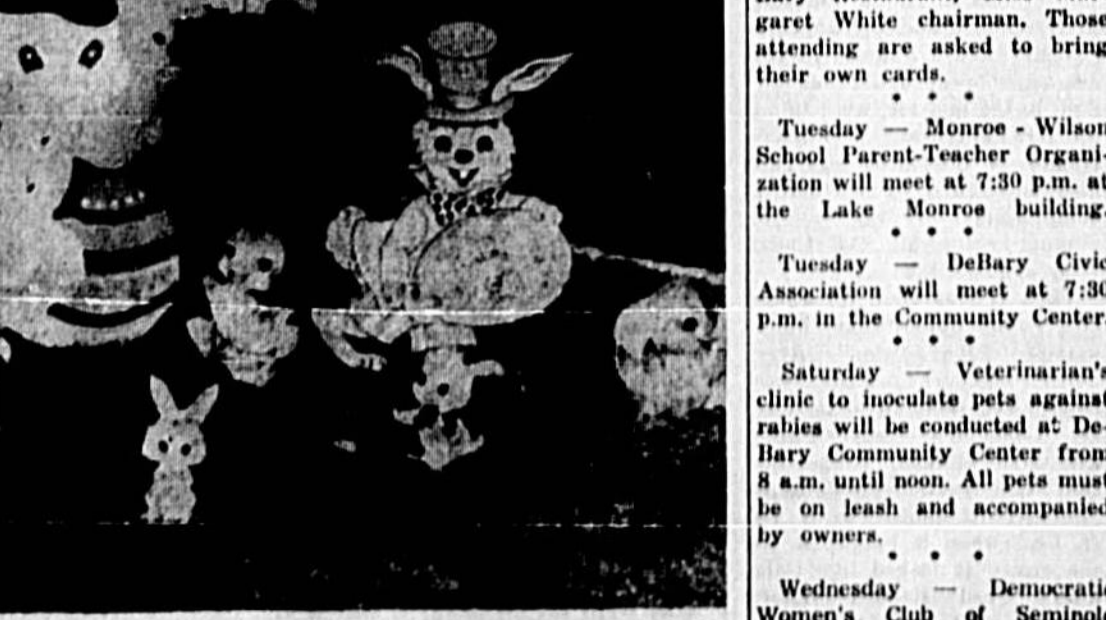 garet White chairman. Those
attending are asked to bring
their own cards.
* * *
Tuesday — Monroe - Wilson
School Parent-Teacher Organi-
zation will meet at 7:30 p.m. at
the Lake Monroe building.
* * *
Tuesday — DeBary Civic
Association will meet at 7:30
p.m. in the Community Center.
* * *
Saturday — Veterinarian's
clinic to inoculate pets against
rabies will be conducted at De-
Bary Community Center from
8 a.m. until noon. All pets must
be on leash and accompanied
by owners.
* * *
Wednesday — Democratic
Women's Club of Seminole